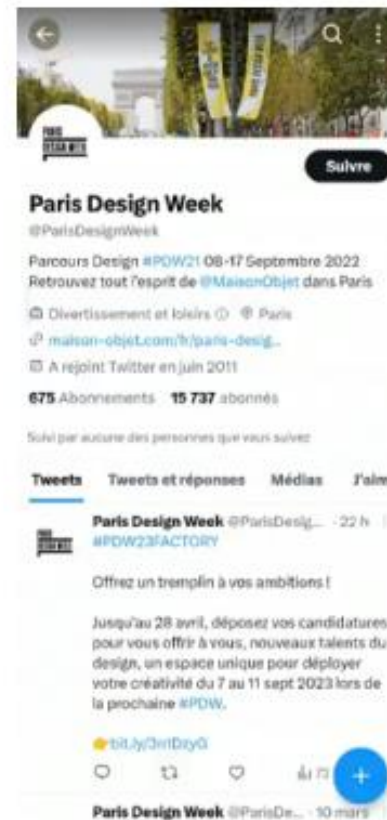 PARIS
DESIGN WEEK
Suivre
Paris Design Week
@ParisDesignWeek
Parcours Design #PDW21 08-17 Septembre 2022
Retrouvez tout l'esprit de @MaisonObjet dans Paris
Divertissement et loisirs Paris
maison-objet.com/fr/paris-desig...
A rejoint Twitter en juin 2011
675 Abonnements 15 737 abonnés
Suivi par aucune des personnes que vous suivez
Tweets Tweets et réponses Médias J'aim
Paris Design Week @ParisDesig... · 22 h
#PDW23FACTORY
Offrez un tremplin à vos ambitions !
Jusqu'au 28 avril, déposez vos candidatures
pour vous offrir à vous, nouveaux talents du
design, un espace unique pour déployer
votre créativité du 7 au 11 sept 2023 lors de
la prochaine #PDW.
Paris Design Week @ParisDe... · 10 mars